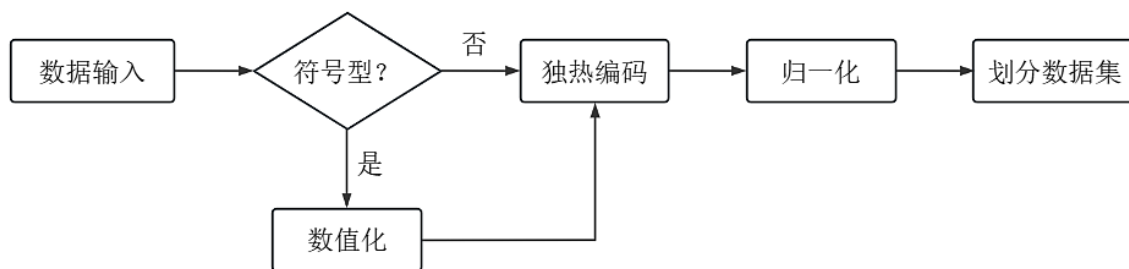 数据输入
符号型?
否
独热编码
归一化
划分数据集
是
数值化